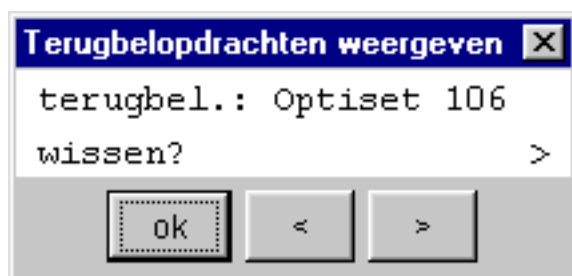 Terugbelopdrachten weergeven
terugbel.: Optiset 106
wissen? >
ok < >